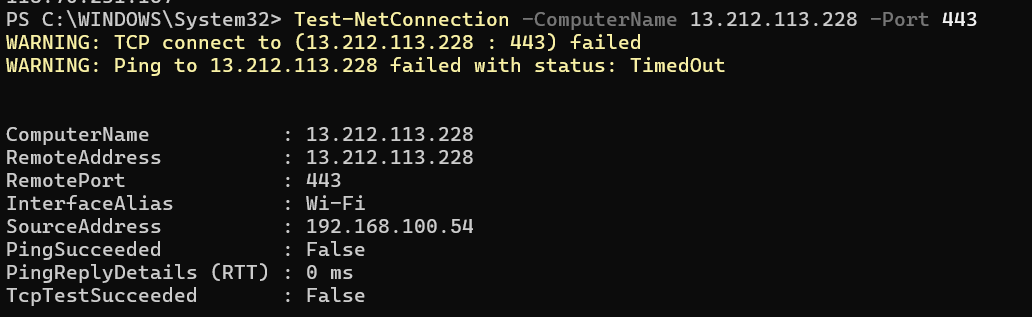 PS C:\WINDOWS\System32> Test-NetConnection -ComputerName 13.212.113.228 -Port 443
WARNING: TCP connect to (13.212.113.228 : 443) failed
WARNING: Ping to 13.212.113.228 failed with status: TimedOut
ComputerName : 13.212.113.228
RemoteAddress : 13.212.113.228
RemotePort : 443
InterfaceAlias : Wi-Fi
SourceAddress : 192.168.100.54
PingSucceeded : False
PingReplyDetails (RTT) : 0 ms
TcpTestSucceeded : False